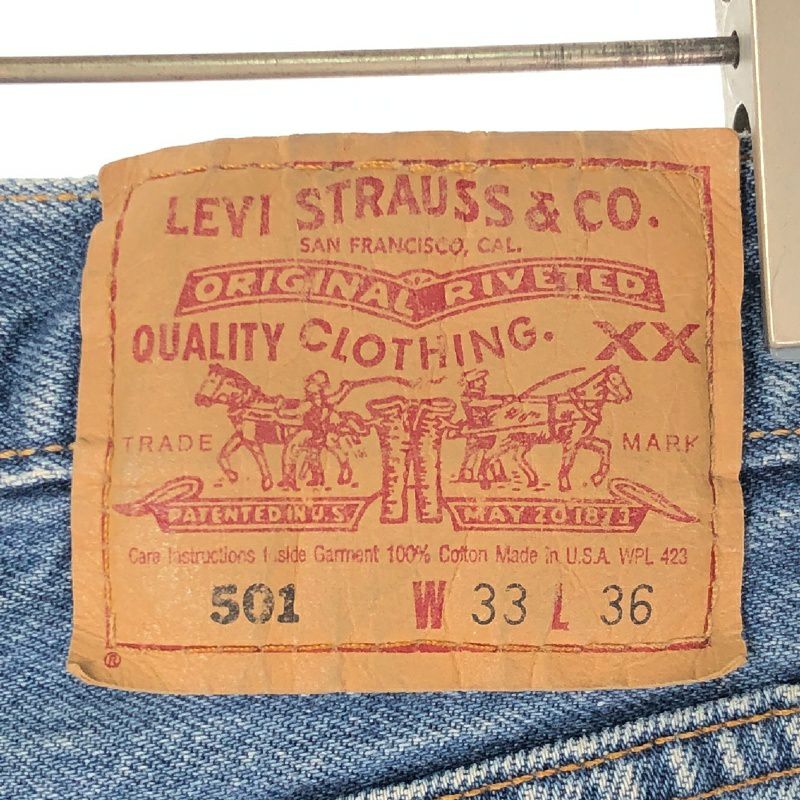 LEVI STRAUSS & CO.
SAN FRANCISCO, CAL.
ORIGINAL RIVETED
QUALITY CLOTHING. XX
TRADE MARK
PATENTED IN U.S. MAY 20 1873
Care Instructions Inside Garment 100% Cotton Made in U.S.A. WPL 423
501 W 33 L 36
®